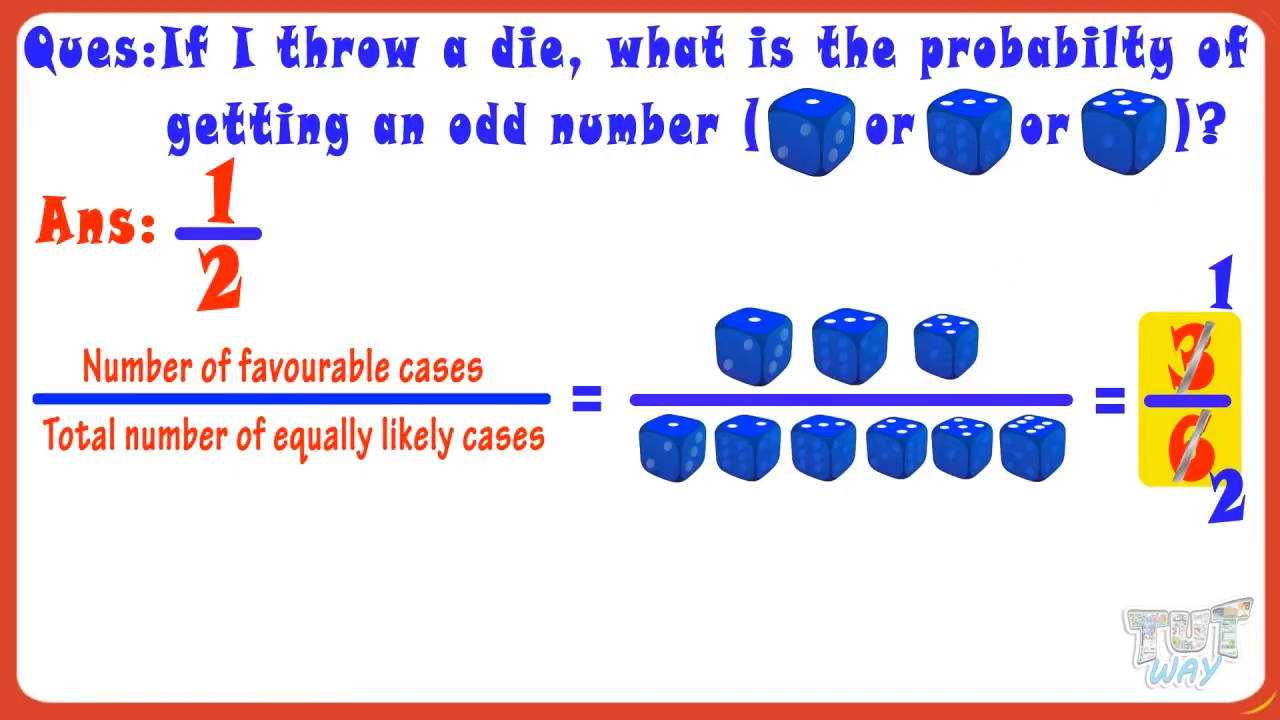 Ques:If I throw a die, what is the probabilty of
getting an odd number ( or or )?
Ans: 1
2
Number of favourable cases
Total number of equally likely cases
= =
1
3
6
2
TUT
WAY